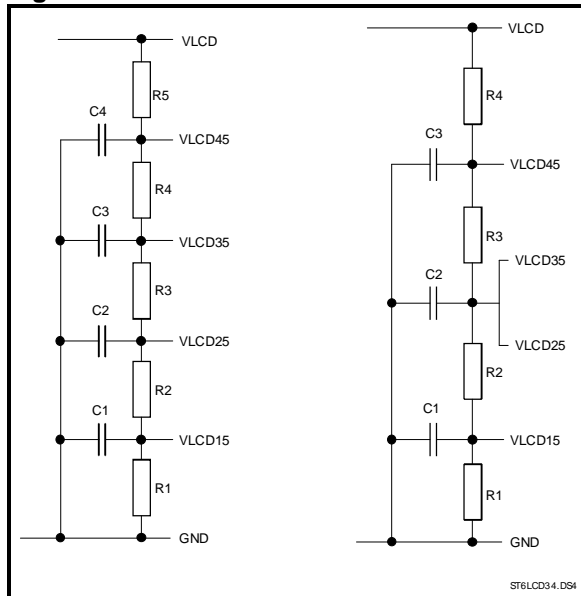 VLCD
R5
C4
VLCD45
R4
C3
VLCD35
R3
C2
VLCD25
R2
C1
VLCD15
R1
GND
VLCD
R4
C3
VLCD45
R3
VLCD35
C2
VLCD25
R2
C1
VLCD15
R1
GND
ST6LCD34.DS4